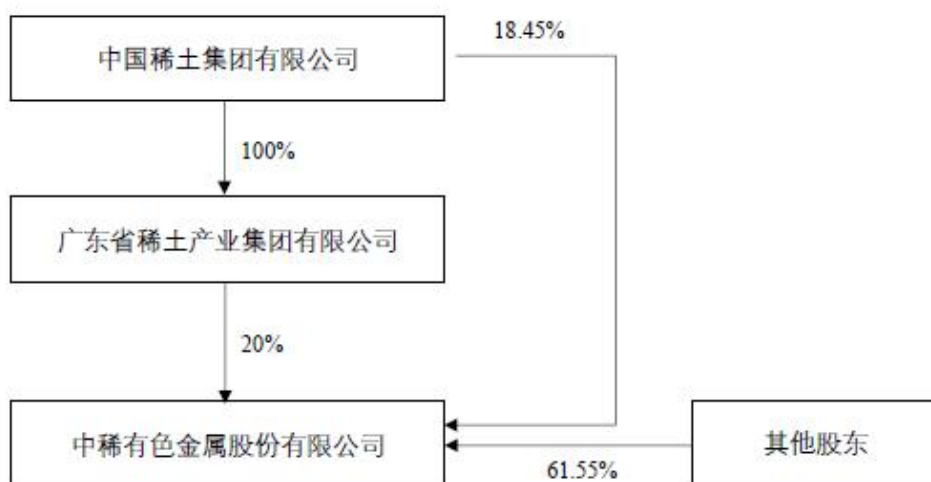 18.45%
中国稀土集团有限公司
100%
广东省稀土产业集团有限公司
20%
中稀有色金属股份有限公司
其他股东
61.55%